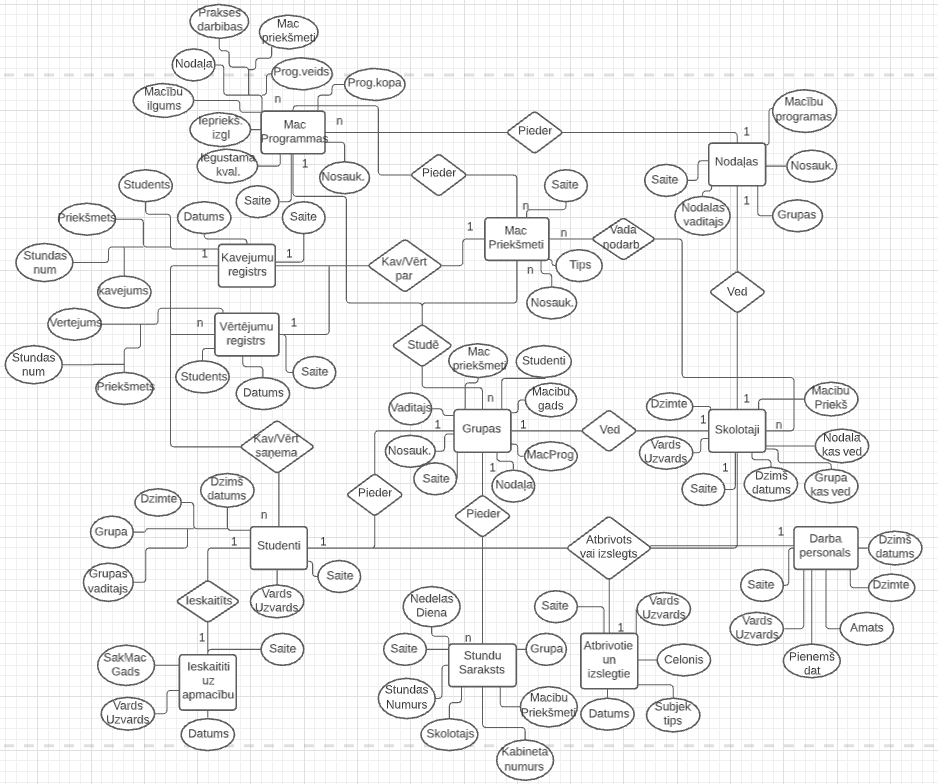 Prakses
darbibas
Mac
priekšmeti
Nodaļa
Prog.veids
Prog.kopa
Macību
ilgums
n
Ieprieks.
izgl
Mac
Programmas
n
Iegustama
kval.
1
Nosauk.
Saite
Pieder
Pieder
Macību
programas
1
Nodaļas
Nosauk.
Saite
1
Nodaļas
vaditajs
Grupas
Students
Priekšmets
Datums
Saite
Stundas
num
kavejums
1
Kavejumu
registrs
1
Kav/Vērt
par
1
Saite
n
Mac
Priekšmeti
n
Vada
nodarb.
Tips
n
Nosauk.
Ved
Vertejums
n
Vērtējumu
registrs
1
Stundas
num
Priekšmets
Students
Datums
Saite
Studē
Mac
priekšmeti
Studenti
n
Macibu
gads
Vaditajs
1
Grupas
1
Nosauk.
MacProg
Saite
1
Nodaļa
Ved
Dzimte
1
Macibu
Priekš
1
Skolotaji
n
Vards
Uzvards
Nodala
kas ved
1
Saite
Dzimš
datums
Grupa
kas ved
Kav/Vērt
saņema
Pieder
Pieder
Dzimte
Dzimš
datums
n
Grupa
1
Studenti
1
Grupas
vaditajs
Saite
Vards
Uzvards
Ieskaitīts
1
Saite
SakMac
Gads
Ieskaititi
uz
apmacību
Vards
Uzvards
Datums
Atbrivots
vai izslegts
1
Darba
personals
Dzimš
datums
Saite
Dzimte
Vards
Uzvards
Amats
Pienemš
dat
Nedelas
Diena
n
Saite
Stundu
Saraksts
Grupa
Stundas
Numurs
Macibu
Priekšmeti
Skolotajs
Kabineta
numurs
Saite
Vards
Uzvards
1
Atbrivotie
un
izslegtie
Celonis
Datums
Subjek
tips